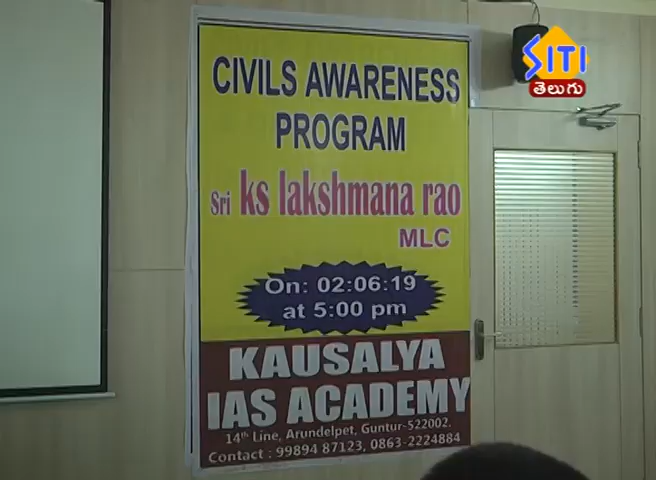 SITI
తెలుగు
CIVILS AWARENESS
PROGRAM
Sri ks lakshmana rao
MLC
On: 02:06:19
at 5:00 pm
KAUSALYA
IAS ACADEMY
14th Line, Arundelpet, Guntur-522002.
Contact : 99894 87123, 0863-2224884